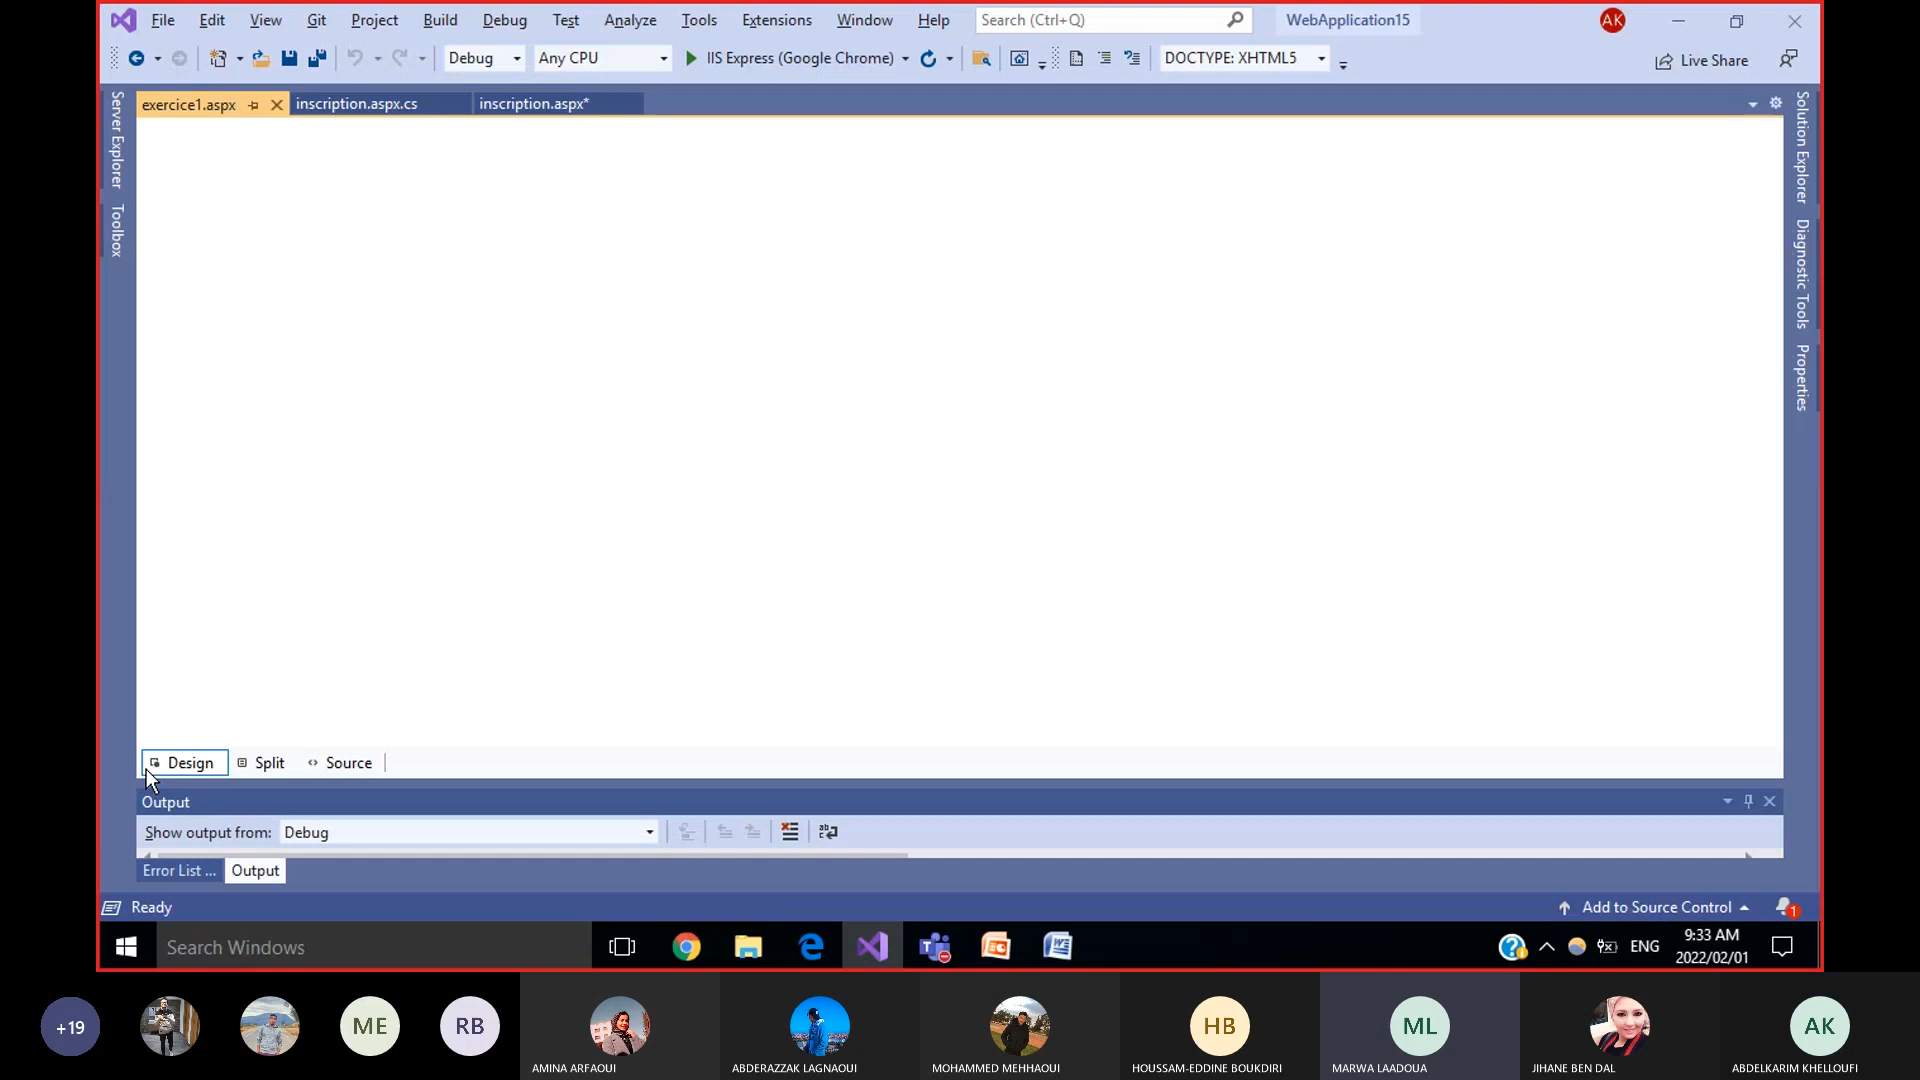 File Edit View Git Project Build Debug Test Analyze Tools Extensions Window Help Search (Ctrl+Q) WebApplication15 AK
Debug Any CPU IIS Express (Google Chrome) DOCTYPE: XHTML5 Live Share
exercice1.aspx inscription.aspx.cs inscription.aspx*
Server Explorer
Toolbox
Solution Explorer
Diagnostic Tools
Properties
Design Split Source
Output
Show output from: Debug
Error List ... Output
Ready Add to Source Control 1
Search Windows ENG 9:33 AM
2022/02/01
+19 ME RB HB ML AK
AMINA ARFAOUI ABDERAZZAK LAGNAOUI MOHAMMED MEHHAOUI HOUSSAM-EDDINE BOUKDIRI MARWA LAADOUA JIHANE BEN DAL ABDELKARIM KHELLOUFI